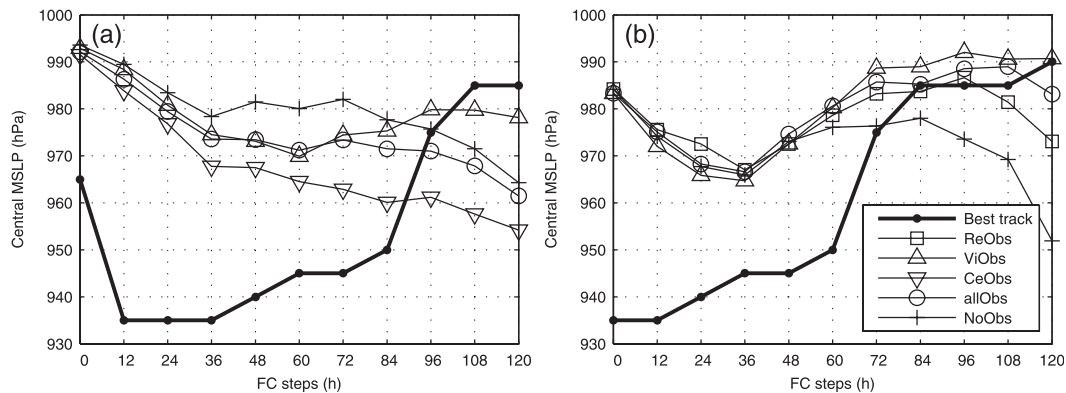 (a)
Central MSLP (hPa)
1000
990
980
970
960
950
940
930
0 12 24 36 48 60 72 84 96 108 120
FC steps (h)
(b)
Central MSLP (hPa)
1000
990
980
970
960
950
940
930
0 12 24 36 48 60 72 84 96 108 120
FC steps (h)
Best track
ReObs
ViObs
CeObs
allObs
NoObs